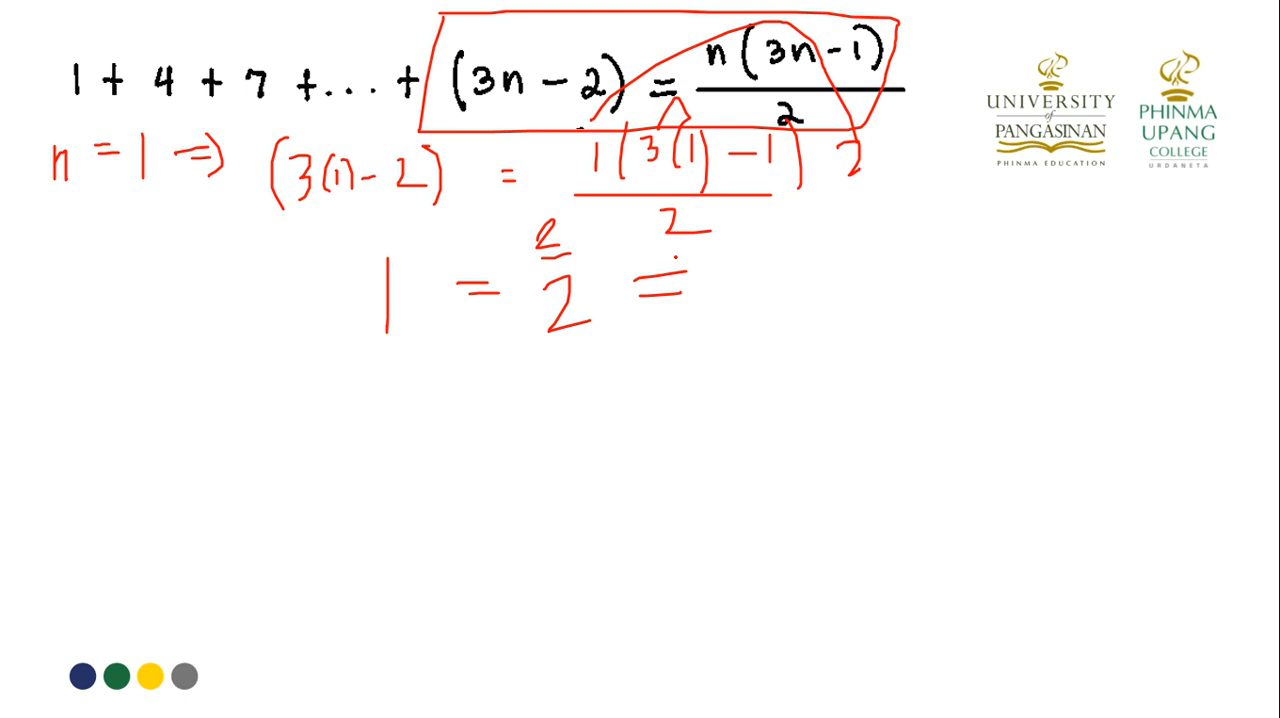 1 + 4 + 7 + ... + (3n - 2) = n(3n - 1) / 2
n = 1 ⇒ (3(1) - 2) = 1(3(1) - 1) / 2
2
1 = 2 / 2 =
UNIVERSITY
of
PANGASINAN
PHINMA EDUCATION
PHINMA
UPANG
COLLEGE
URDANETA